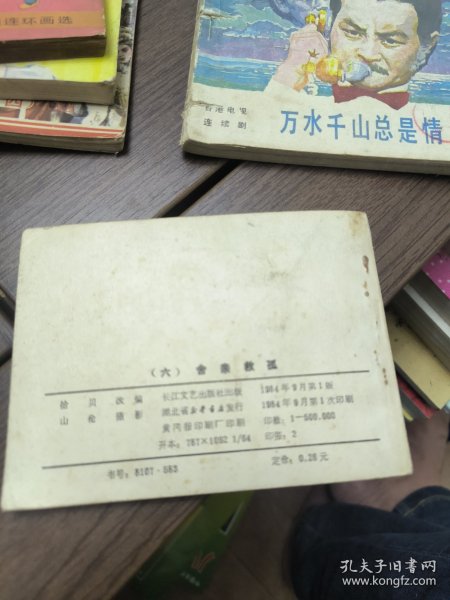 连环画选
香港电视
连续剧
万水千山总是情
(六) 舍亲救孤
拾贝改编
山伦摄影
长江文艺出版社出版
湖北省新华书店发行
黄冈报印刷厂印刷
开本:787×1092 1/64
1984年9月第1版
1984年9月第1次印刷
印数:1—500.000
印张:2
书号:8107·553
定价:0.26元
孔夫子旧书网
www.kongfz.com